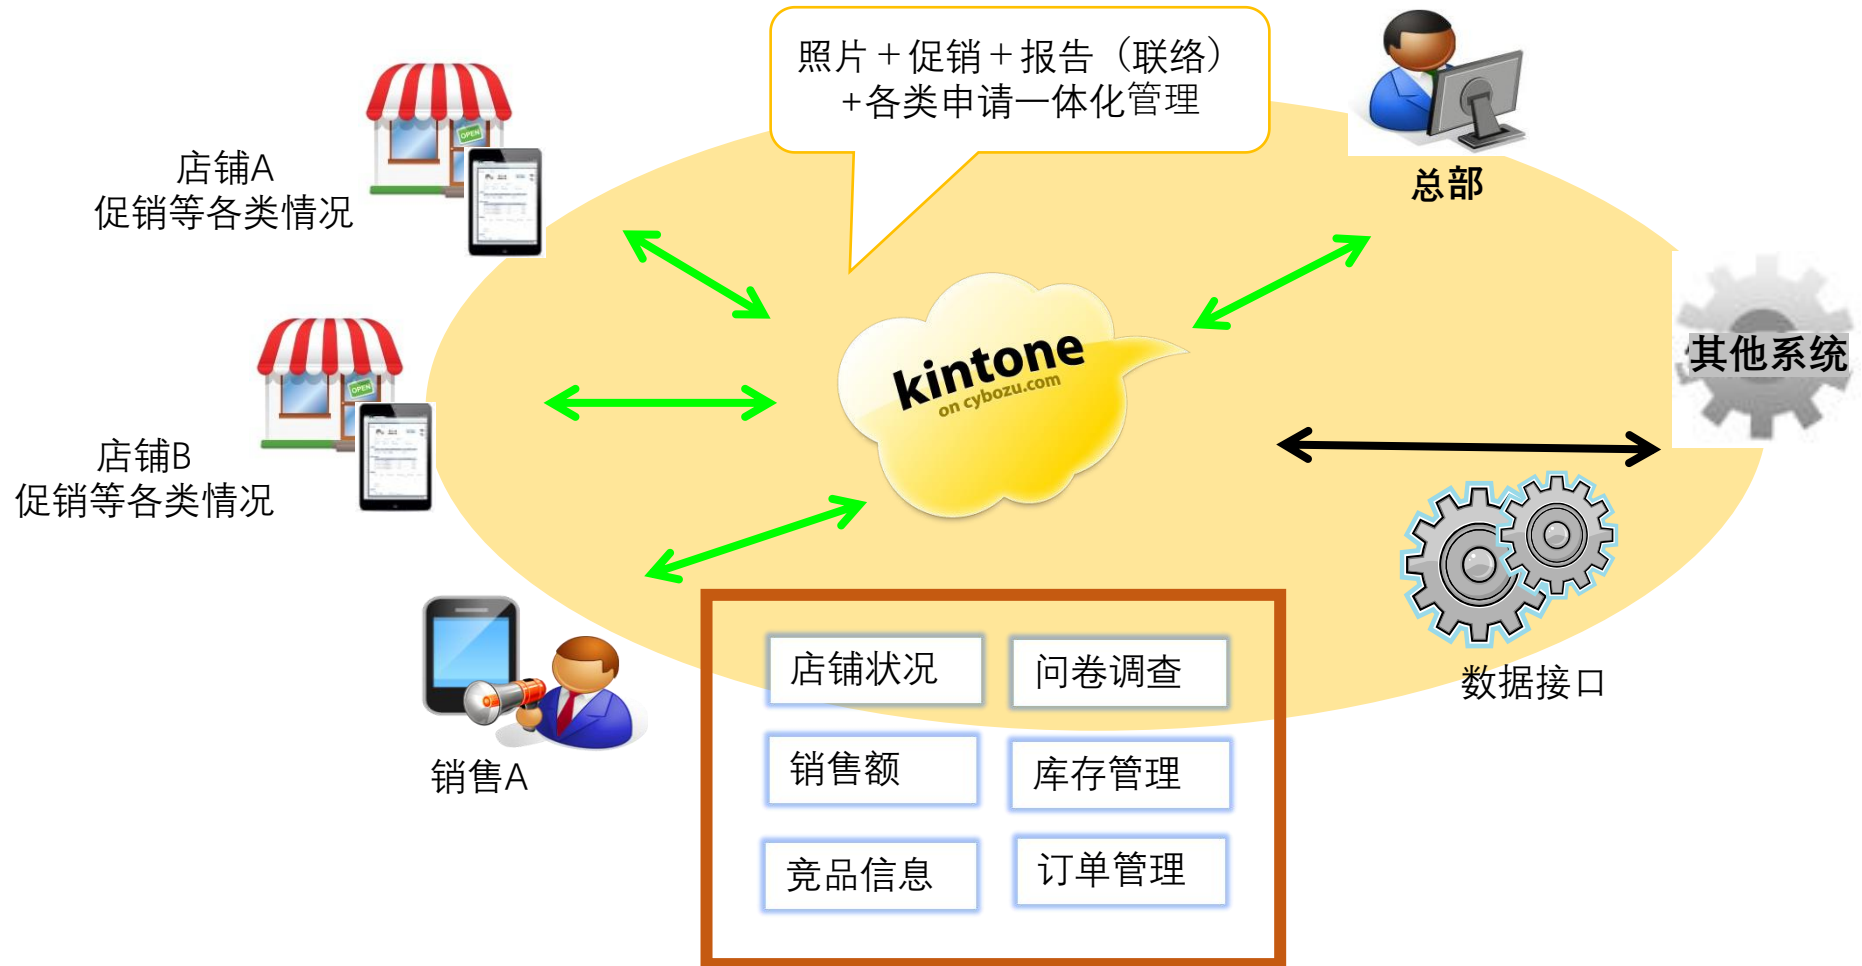 照片＋促销＋报告（联络）
+各类申请一体化管理
总部
店铺A
促销等各类情况
OPEN
kintone
on cybozu.com
其他系统
OPEN
店铺B
促销等各类情况
数据接口
销售A
店铺状况
问卷调查
销售额
库存管理
竞品信息
订单管理